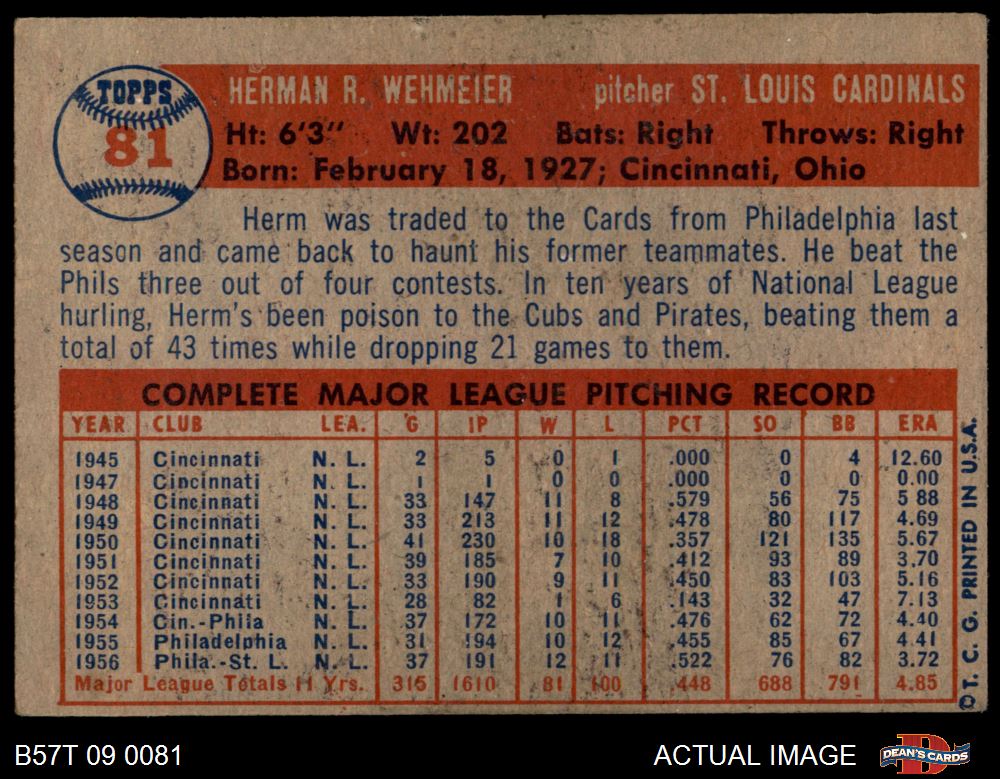 TOPPS
81
HERMAN R. WEHMEIER pitcher ST. LOUIS CARDINALS
Ht: 6'3" Wt: 202 Bats: Right Throws: Right
Born: February 18, 1927; Cincinnati, Ohio
Herm was traded to the Cards from Philadelphia last
season and came back to haunt his former teammates. He beat the
Phils three out of four contests. In ten years of National League
hurling, Herm's been poison to the Cubs and Pirates, beating them a
total of 43 times while dropping 21 games to them.
COMPLETE MAJOR LEAGUE PITCHING RECORD
YEAR CLUB LEA. G IP W L PCT SO BB ERA
1945 Cincinnati N. L. 2 5 0 1 .000 0 4 12.60
1947 Cincinnati N. L. 1 1 0 0 .000 0 0 0.00
1948 Cincinnati N. L. 33 147 11 8 .579 56 75 5 88
1949 Cincinnati N. L. 33 213 11 12 .478 80 117 4.69
1950 Cincinnati N. L. 41 230 10 18 .357 121 135 5.67
1951 Cincinnati N. L. 39 185 7 10 .412 93 89 3.70
1952 Cincinnati N. L. 33 190 9 11 .450 83 103 5.16
1953 Cincinnati N. L. 28 82 1 6 .143 32 47 7.13
1954 Cin.-Phila N. L. 37 172 10 11 .476 62 72 4.40
1955 Philadelphia N. L. 31 194 10 12 .455 85 67 4.41
1956 Phila.-St. L. N. L. 37 191 12 11 .522 76 82 3.72
Major League Totals 11 Yrs. 315 1610 81 100 .448 688 791 4.85
© T. C. G. PRINTED IN U.S.A.
B57T 09 0081 ACTUAL IMAGE DEAN'S CARDS